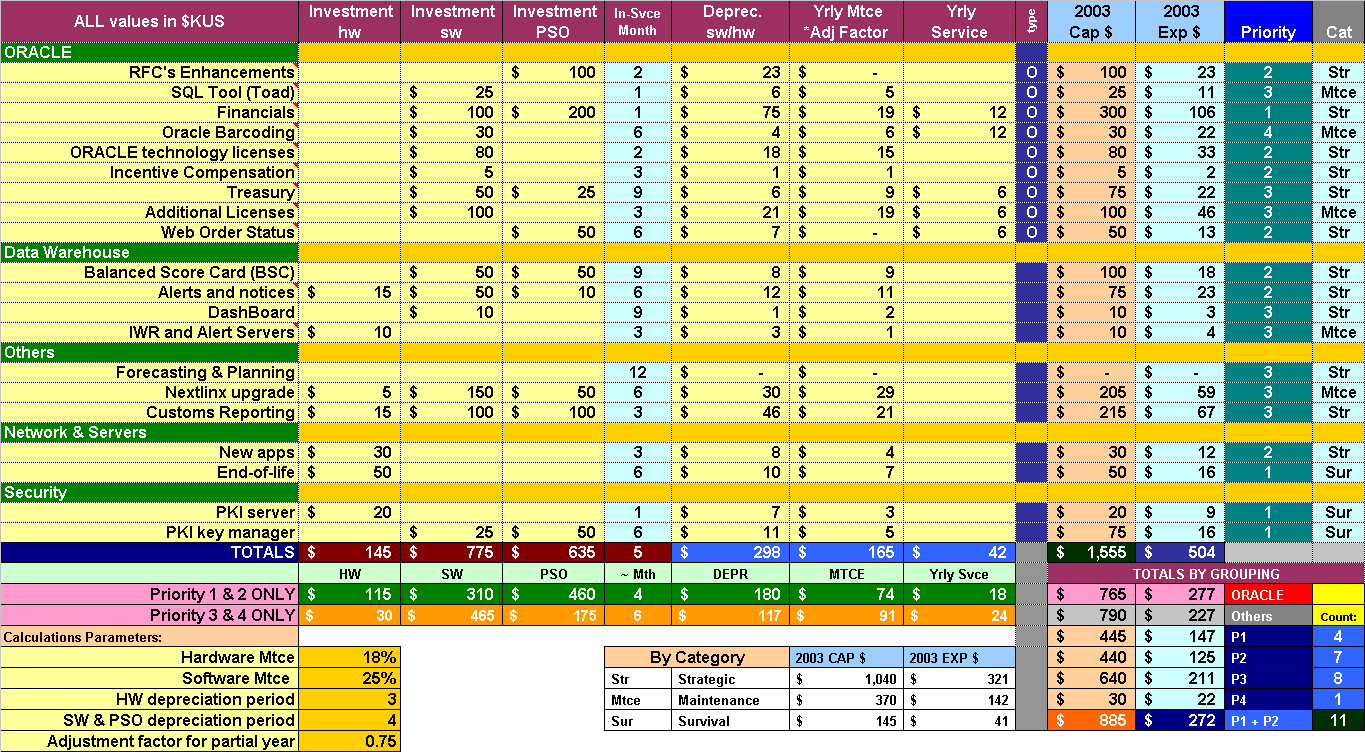 ALL values in $KUS Investment hw Investment sw Investment PSO In-Svce Month Deprec. sw/hw Yrly Mtce *Adj Factor Yrly Service type 2003 Cap $ 2003 Exp $ Priority Cat
ORACLE
RFC's Enhancements $ 100 2 $ 23 $ - O $ 100 $ 23 2 Str
SQL Tool (Toad) $ 25 1 $ 6 $ 5 O $ 25 $ 11 3 Mtce
Financials $ 100 $ 200 1 $ 75 $ 19 $ 12 O $ 300 $ 106 1 Str
Oracle Barcoding $ 30 6 $ 4 $ 6 $ 12 O $ 30 $ 22 4 Mtce
ORACLE technology licenses $ 80 2 $ 18 $ 15 O $ 80 $ 33 2 Str
Incentive Compensation $ 5 3 $ 1 $ 1 O $ 5 $ 2 2 Str
Treasury $ 50 $ 25 9 $ 6 $ 9 $ 6 O $ 75 $ 22 3 Str
Additional Licenses $ 100 3 $ 21 $ 19 $ 6 O $ 100 $ 46 3 Mtce
Web Order Status $ 50 6 $ 7 $ - $ 6 O $ 50 $ 13 2 Str
Data Warehouse
Balanced Score Card (BSC) $ 50 $ 50 9 $ 8 $ 9 $ 100 $ 18 2 Str
Alerts and notices $ 15 $ 50 $ 10 6 $ 12 $ 11 $ 75 $ 23 2 Str
DashBoard $ 10 9 $ 1 $ 2 $ 10 $ 3 3 Str
IWR and Alert Servers $ 10 3 $ 3 $ 1 $ 10 $ 4 3 Mtce
Others
Forecasting & Planning 12 $ - $ - $ - $ - 3 Str
Nextlinx upgrade $ 5 $ 150 $ 50 6 $ 30 $ 29 $ 205 $ 59 3 Mtce
Customs Reporting $ 15 $ 100 $ 100 3 $ 46 $ 21 $ 215 $ 67 3 Str
Network & Servers
New apps $ 30 3 $ 8 $ 4 $ 30 $ 12 2 Str
End-of-life $ 50 6 $ 10 $ 7 $ 50 $ 16 1 Sur
Security
PKI server $ 20 1 $ 7 $ 3 $ 20 $ 9 1 Sur
PKI key manager $ 25 $ 50 6 $ 11 $ 5 $ 75 $ 16 1 Sur
TOTALS $ 145 $ 775 $ 635 5 $ 298 $ 165 $ 42 $ 1,555 $ 504
HW SW PSO ~ Mth DEPR MTCE Yrly Svce TOTALS BY GROUPING
Priority 1 & 2 ONLY $ 115 $ 310 $ 460 4 $ 180 $ 74 $ 18 $ 765 $ 277 ORACLE
Priority 3 & 4 ONLY $ 30 $ 465 $ 175 6 $ 117 $ 91 $ 24 $ 790 $ 227 Others Count:
Calculations Parameters: $ 445 $ 147 P1 4
Hardware Mtce 18% By Category 2003 CAP $ 2003 EXP $ $ 440 $ 125 P2 7
Software Mtce 25% Str Strategic $ 1,040 $ 321 $ 640 $ 211 P3 8
HW depreciation period 3 Mtce Maintenance $ 370 $ 142 $ 30 $ 22 P4 1
SW & PSO depreciation period 4 Sur Survival $ 145 $ 41 $ 885 $ 272 P1 + P2 11
Adjustment factor for partial year 0.75